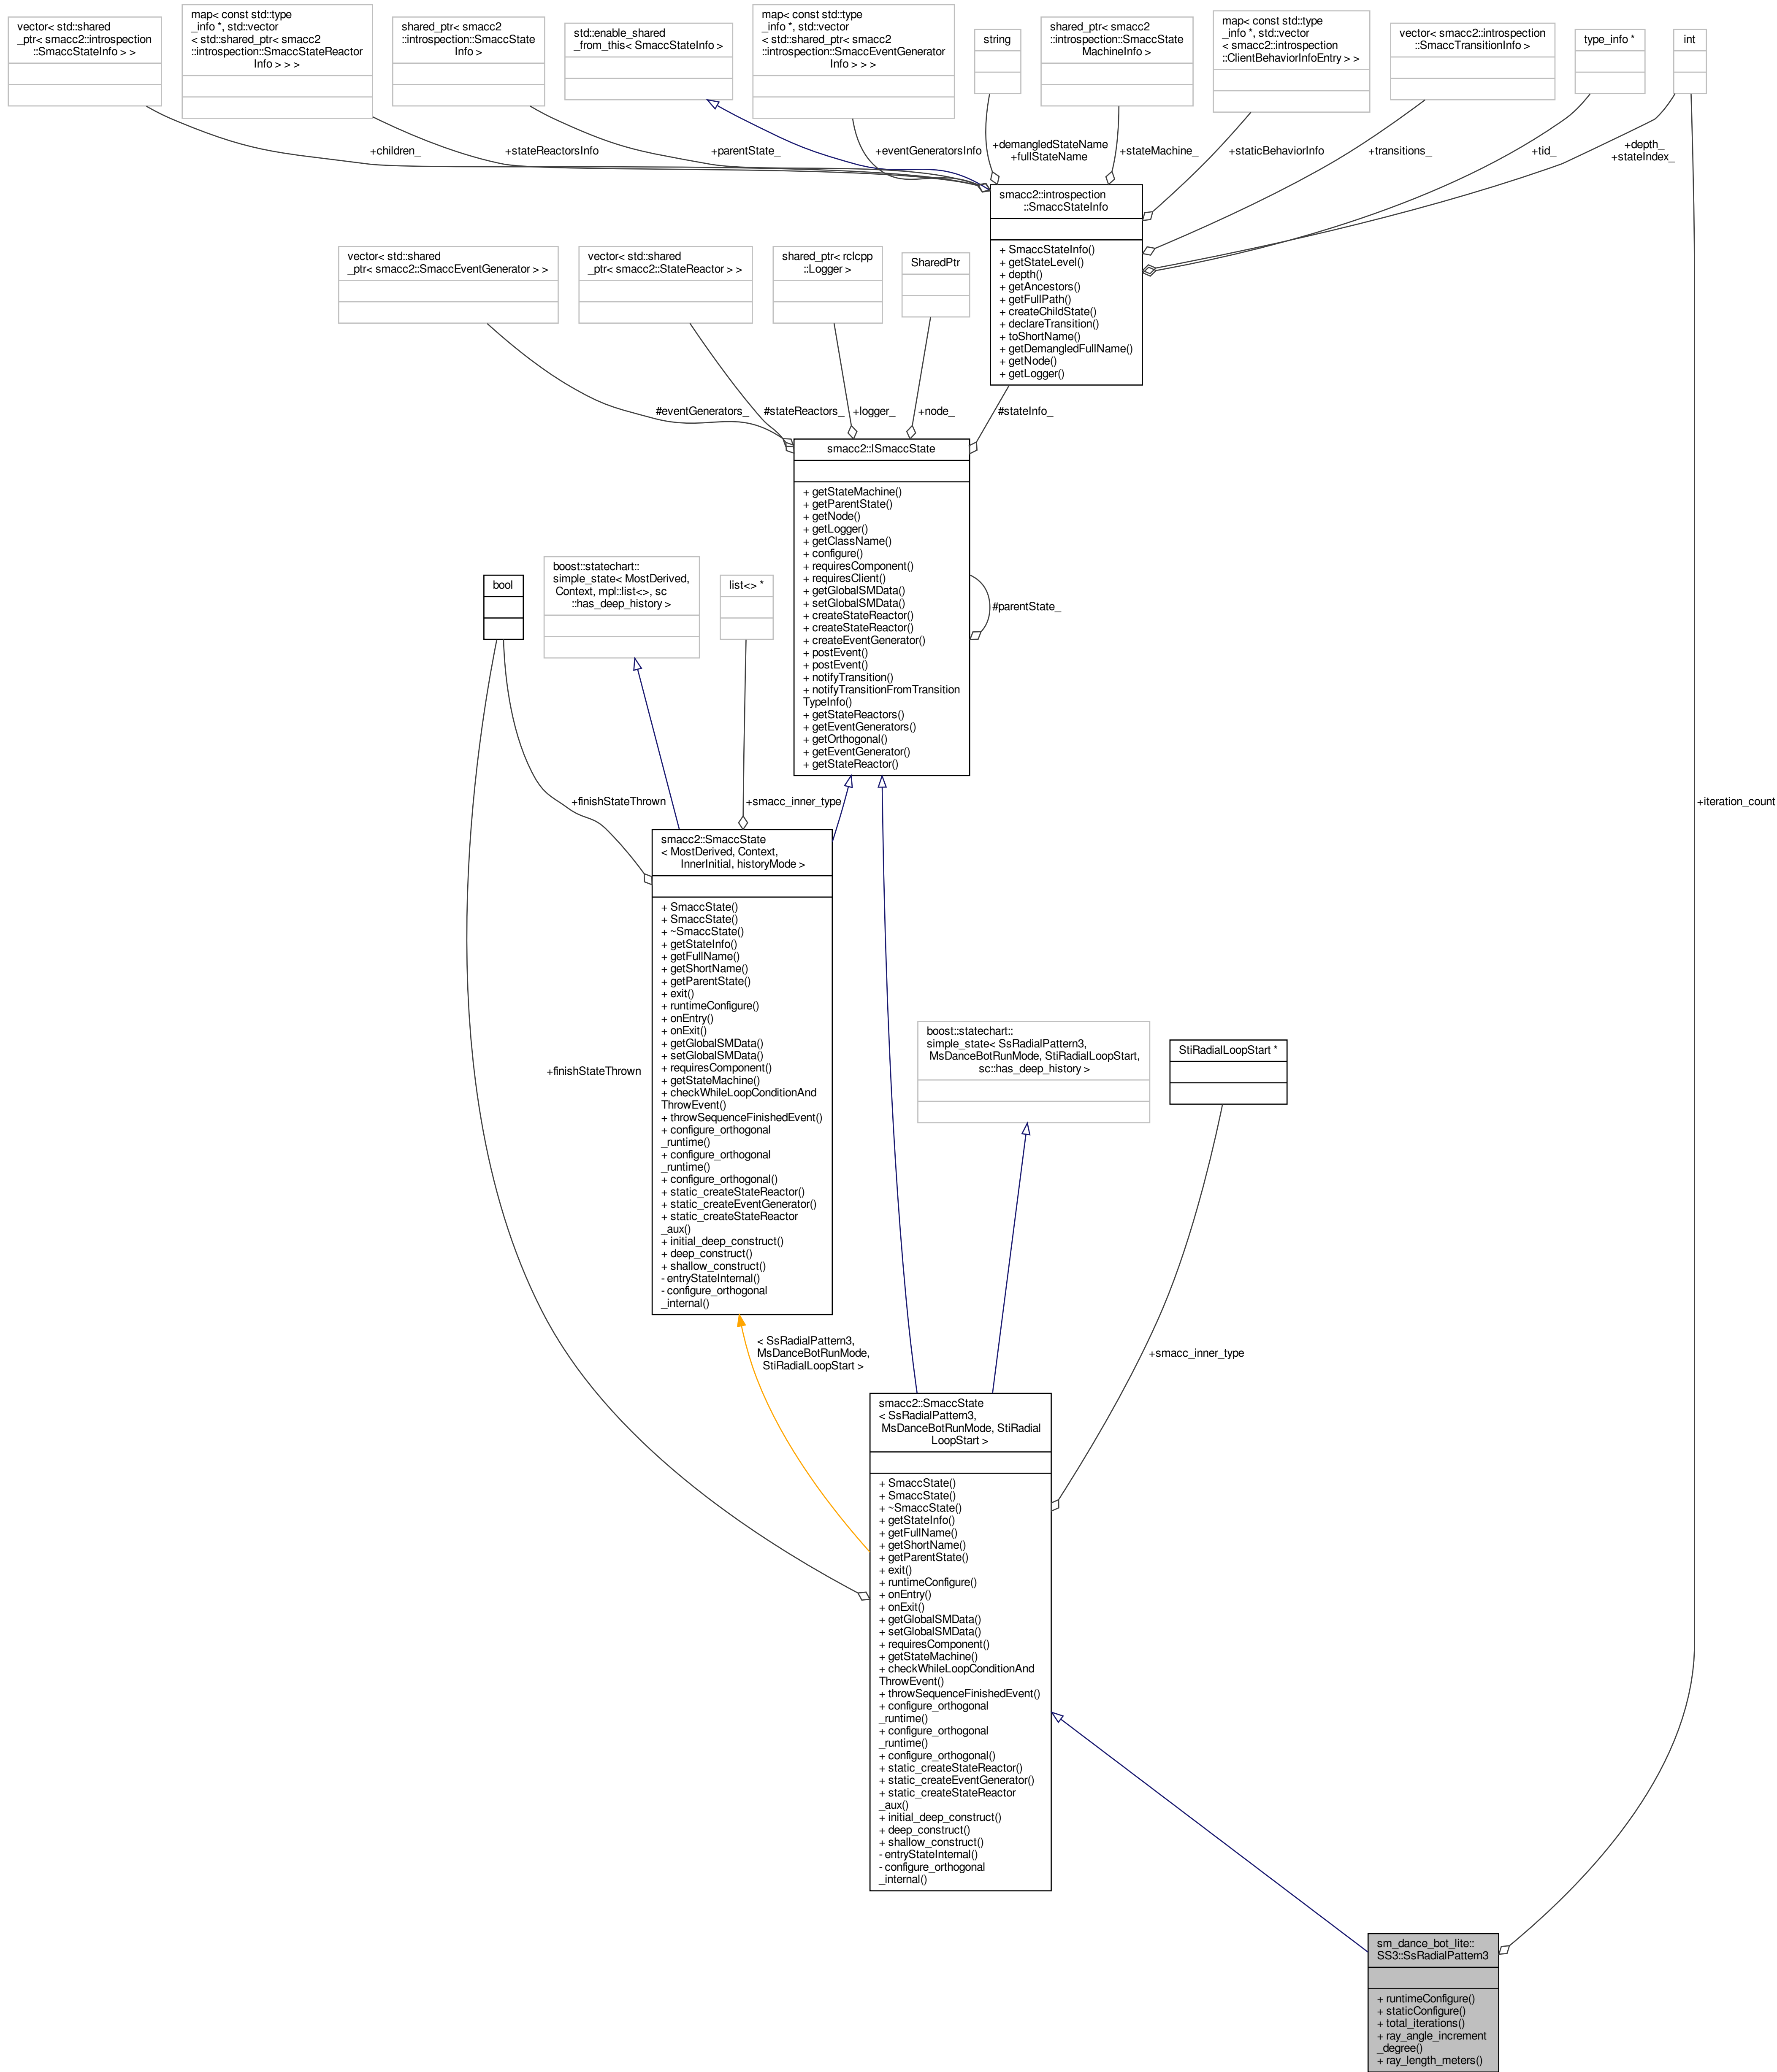 vector< std::shared
_ptr< smacc2::introspection
::SmaccStateInfo > >
map< const std::type
_info *, std::vector
< std::shared_ptr< smacc2
::introspection::SmaccStateReactor
Info > > >
shared_ptr< smacc2
::introspection::SmaccState
Info >
std::enable_shared
_from_this< SmaccStateInfo >
map< const std::type
_info *, std::vector
< std::shared_ptr< smacc2
::introspection::SmaccEventGenerator
Info > > >
string
shared_ptr< smacc2
::introspection::SmaccState
MachineInfo >
map< const std::type
_info *, std::vector
< smacc2::introspection
::ClientBehaviorInfoEntry > >
vector< smacc2::introspection
::SmaccTransitionInfo >
type_info *
int
+children_
+stateReactorsInfo
+parentState_
+eventGeneratorsInfo
+demangledStateName
+fullStateName
+stateMachine_
+staticBehaviorInfo
+transitions_
+tid_
+depth_
+stateIndex_
smacc2::introspection
::SmaccStateInfo
+ SmaccStateInfo()
+ getStateLevel()
+ depth()
+ getAncestors()
+ getFullPath()
+ createChildState()
+ declareTransition()
+ toShortName()
+ getDemangledFullName()
+ getNode()
+ getLogger()
vector< std::shared
_ptr< smacc2::SmaccEventGenerator > >
vector< std::shared
_ptr< smacc2::StateReactor > >
shared_ptr< rclcpp
::Logger >
SharedPtr
#eventGenerators_
#stateReactors_
+logger_
+node_
#stateInfo_
smacc2::ISmaccState
+ getStateMachine()
+ getParentState()
+ getNode()
+ getLogger()
+ getClassName()
+ configure()
+ requiresComponent()
+ requiresClient()
+ getGlobalSMData()
+ setGlobalSMData()
+ createStateReactor()
+ createStateReactor()
+ createEventGenerator()
+ postEvent()
+ postEvent()
+ notifyTransition()
+ notifyTransitionFromTransition
TypeInfo()
+ getStateReactors()
+ getEventGenerators()
+ getOrthogonal()
+ getEventGenerator()
+ getStateReactor()
#parentState_
bool
boost::statechart::
simple_state< MostDerived,
Context, mpl::list<>, sc
::has_deep_history >
list<> *
+finishStateThrown
+smacc_inner_type
+iteration_count
smacc2::SmaccState
< MostDerived, Context,
InnerInitial, historyMode >
+ SmaccState()
+ SmaccState()
+ ~SmaccState()
+ getStateInfo()
+ getFullName()
+ getShortName()
+ getParentState()
+ exit()
+ runtimeConfigure()
+ onEntry()
+ onExit()
+ getGlobalSMData()
+ setGlobalSMData()
+ requiresComponent()
+ getStateMachine()
+ checkWhileLoopConditionAnd
ThrowEvent()
+ throwSequenceFinishedEvent()
+ configure_orthogonal
_runtime()
+ configure_orthogonal
_runtime()
+ configure_orthogonal()
+ static_createStateReactor()
+ static_createEventGenerator()
+ static_createStateReactor
_aux()
+ initial_deep_construct()
+ deep_construct()
+ shallow_construct()
- entryStateInternal()
- configure_orthogonal
_internal()
+finishStateThrown
boost::statechart::
simple_state< SsRadialPattern3,
MsDanceBotRunMode, StiRadialLoopStart,
sc::has_deep_history >
StiRadialLoopStart *
< SsRadialPattern3,
MsDanceBotRunMode,
StiRadialLoopStart >
+smacc_inner_type
smacc2::SmaccState
< SsRadialPattern3,
MsDanceBotRunMode, StiRadial
LoopStart >
+ SmaccState()
+ SmaccState()
+ ~SmaccState()
+ getStateInfo()
+ getFullName()
+ getShortName()
+ getParentState()
+ exit()
+ runtimeConfigure()
+ onEntry()
+ onExit()
+ getGlobalSMData()
+ setGlobalSMData()
+ requiresComponent()
+ getStateMachine()
+ checkWhileLoopConditionAnd
ThrowEvent()
+ throwSequenceFinishedEvent()
+ configure_orthogonal
_runtime()
+ configure_orthogonal
_runtime()
+ configure_orthogonal()
+ static_createStateReactor()
+ static_createEventGenerator()
+ static_createStateReactor
_aux()
+ initial_deep_construct()
+ deep_construct()
+ shallow_construct()
- entryStateInternal()
- configure_orthogonal
_internal()
sm_dance_bot_lite::
SS3::SsRadialPattern3
+ runtimeConfigure()
+ staticConfigure()
+ total_iterations()
+ ray_angle_increment
_degree()
+ ray_length_meters()